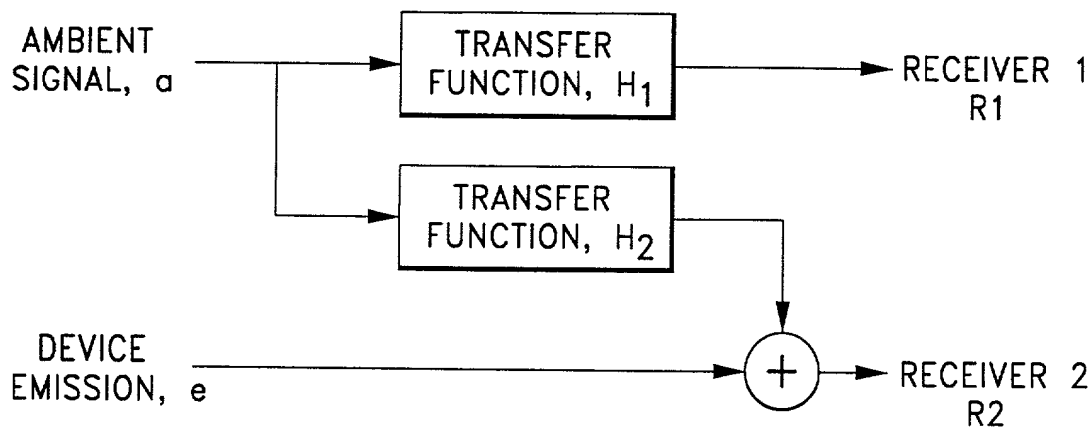 AMBIENT
SIGNAL, a
TRANSFER
FUNCTION, H1
RECEIVER 1
R1
TRANSFER
FUNCTION, H2
DEVICE
EMISSION, e
+
RECEIVER 2
R2